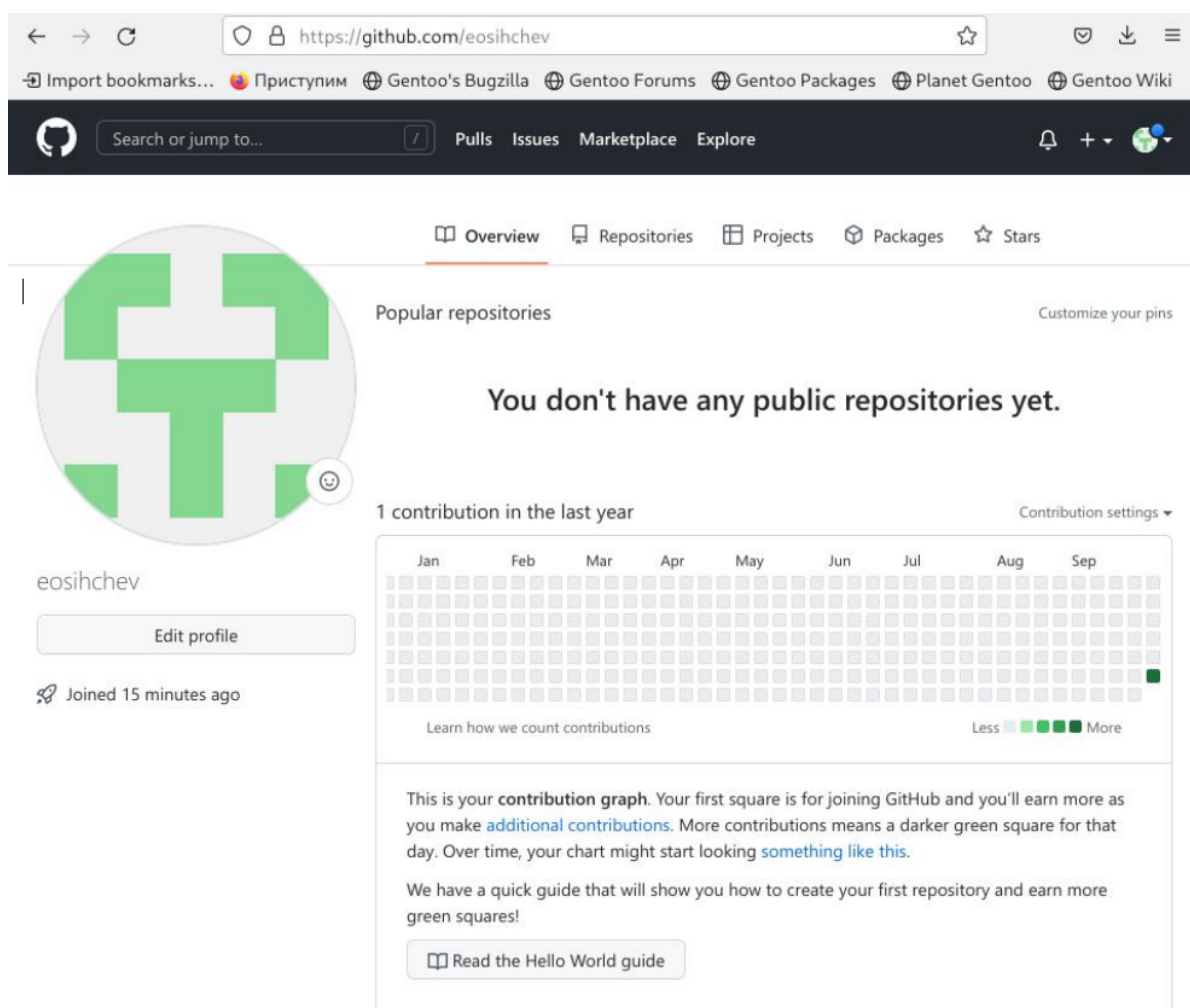 https://github.com/eosihchev
Import bookmarks... Приступим Gentoo's Bugzilla Gentoo Forums Gentoo Packages Planet Gentoo Gentoo Wiki
Search or jump to... / Pulls Issues Marketplace Explore
Overview Repositories Projects Packages Stars
Popular repositories Customize your pins
You don't have any public repositories yet.
1 contribution in the last year Contribution settings
Jan Feb Mar Apr May Jun Jul Aug Sep
eosihchev
Edit profile
Joined 15 minutes ago
Learn how we count contributions Less More
This is your contribution graph. Your first square is for joining GitHub and you'll earn more as
you make additional contributions. More contributions means a darker green square for that
day. Over time, your chart might start looking something like this.
We have a quick guide that will show you how to create your first repository and earn more
green squares!
Read the Hello World guide